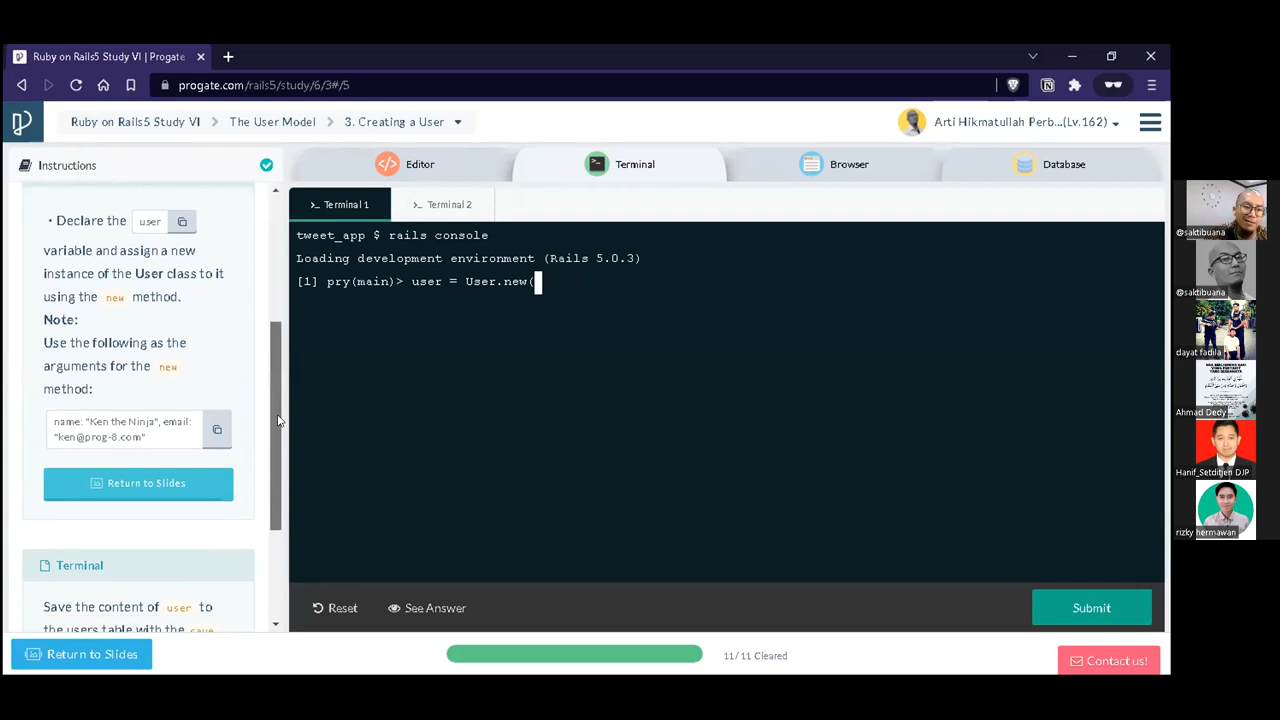 Ruby on Rails5 Study VI | Progate
progate.com/rails5/study/6/3#/5
Ruby on Rails5 Study VI > The User Model > 3. Creating a User
Arti Hikmatullah Perb...(Lv.162)
Instructions
Editor
Terminal
Browser
Database
>_ Terminal 1
>_ Terminal 2
• Declare the user
variable and assign a new
instance of the User class to it
using the new method.
Note:
Use the following as the
arguments for the new
method:
name: "Ken the Ninja", email:
"ken@prog-8.com"
Return to Slides
Terminal
Save the content of user to
the users table with the save
tweet_app $ rails console
Loading development environment (Rails 5.0.3)
[1] pry(main)> user = User.new(
Reset
See Answer
Submit
Return to Slides
11/11 Cleared
Contact us!
@saktibuana
@saktibuana
dayat fadila
Ahmad Dedy
Hanif_Setditjen DJP
rizky hermawan